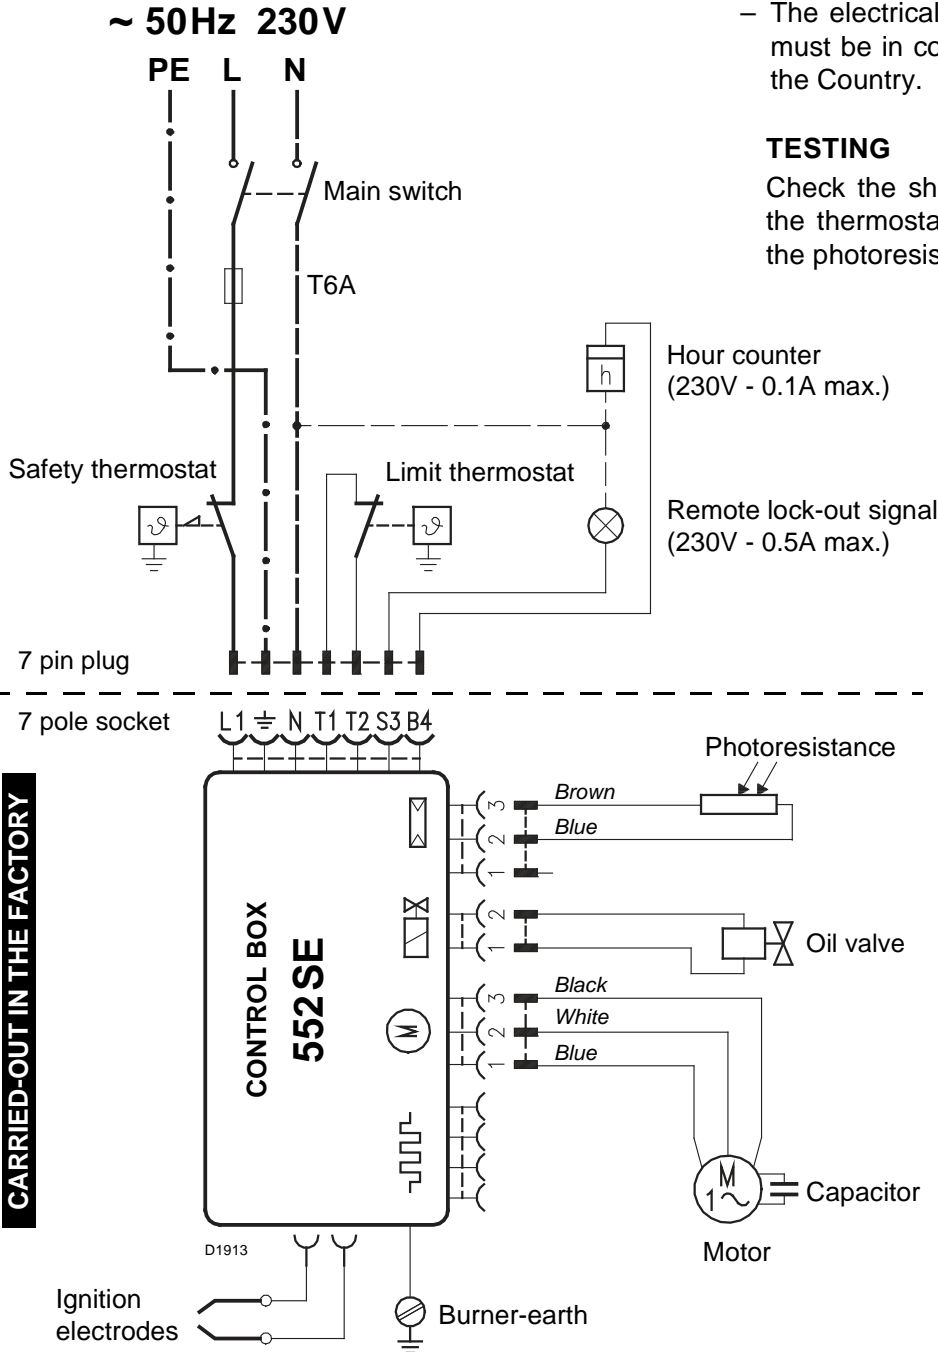 ~ 50Hz 230V
PE L N
– The electrical
must be in co
the Country.
TESTING
Check the sh
the thermosta
the photoresis
Main switch
T6A
h
Hour counter
(230V - 0.1A max.)
Safety thermostat
Limit thermostat
Remote lock-out signal
(230V - 0.5A max.)
7 pin plug
7 pole socket
L1 N T1 T2 S3 B4
Photoresistance
CARRIED-OUT IN THE FACTORY
CONTROL BOX
552SE
3 Brown
2 Blue
1
2
1
Oil valve
M
3 Black
2 White
1 Blue
M
1~
Capacitor
Motor
D1913
Ignition
electrodes
Burner-earth